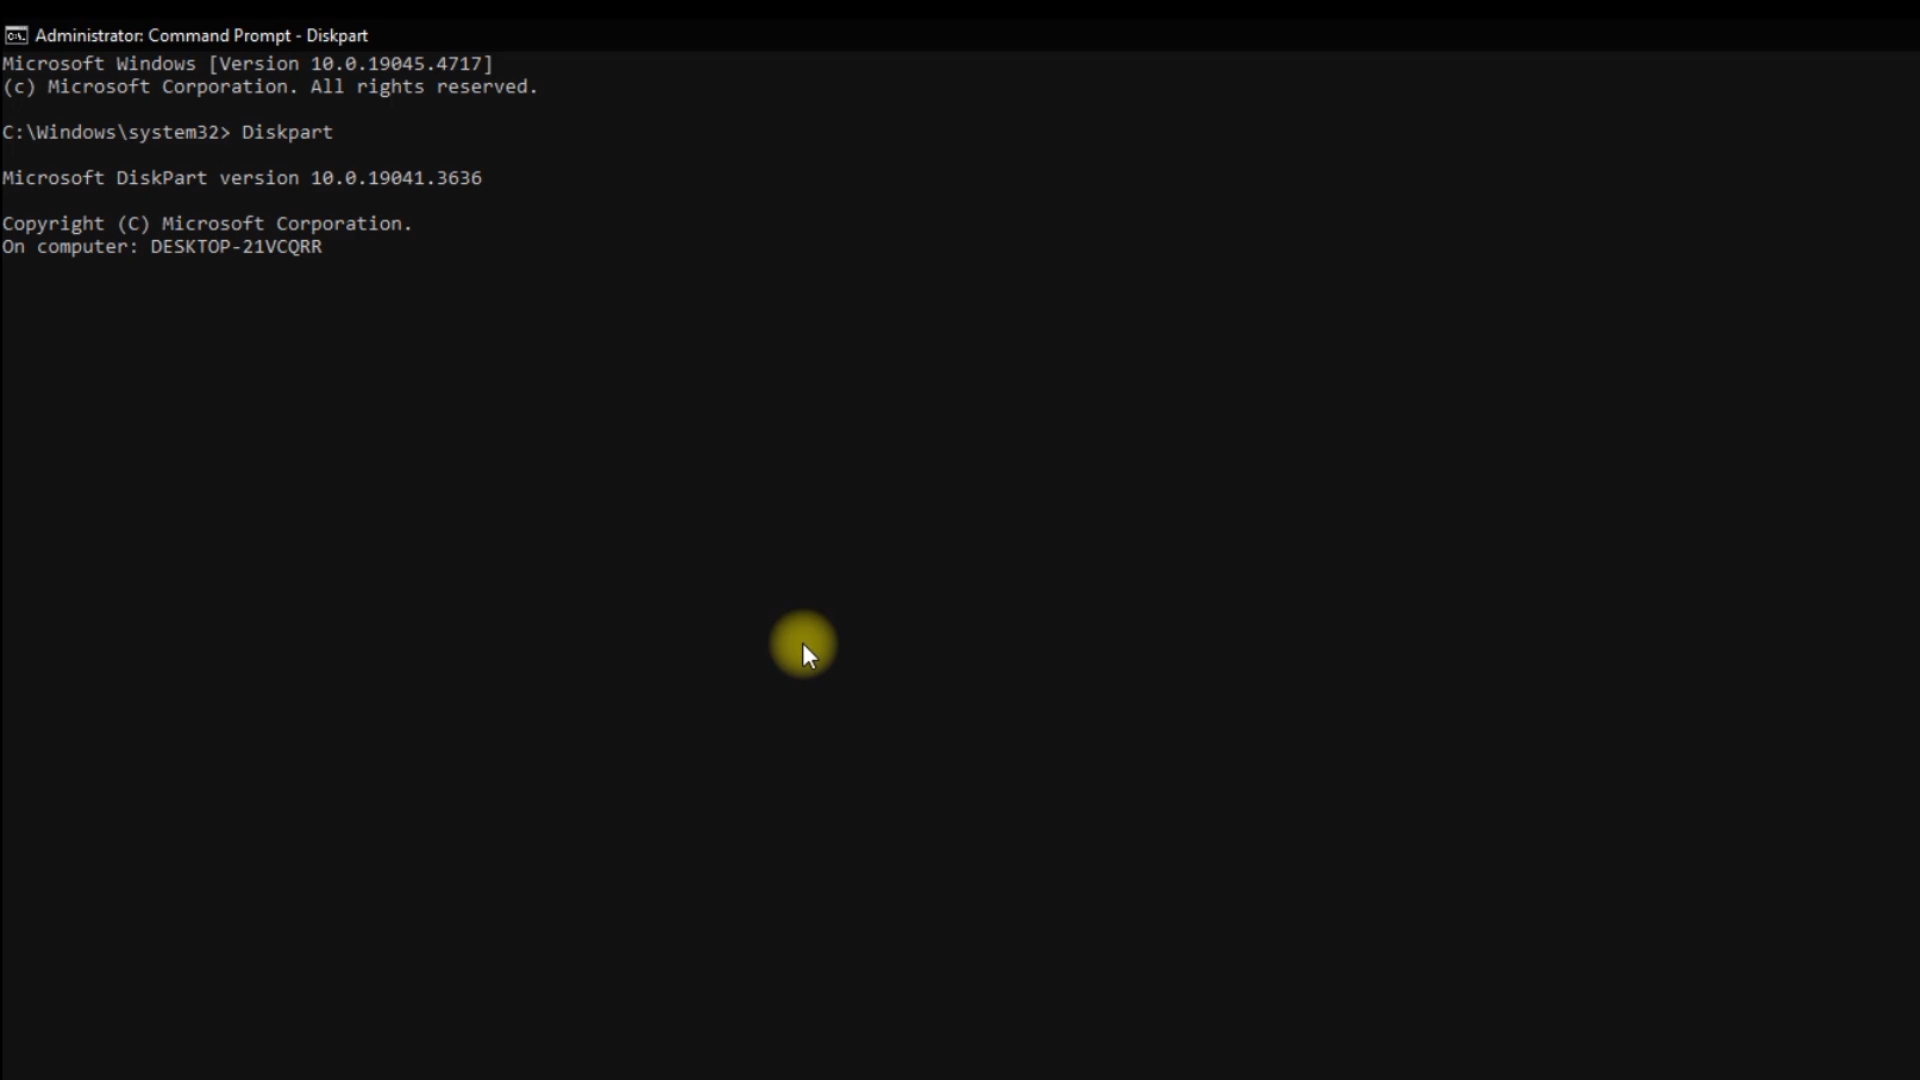 Administrator: Command Prompt - Diskpart
Microsoft Windows [Version 10.0.19045.4717]
(c) Microsoft Corporation. All rights reserved.
C:\Windows\system32> Diskpart
Microsoft DiskPart version 10.0.19041.3636
Copyright (C) Microsoft Corporation.
On computer: DESKTOP-21VCQRR